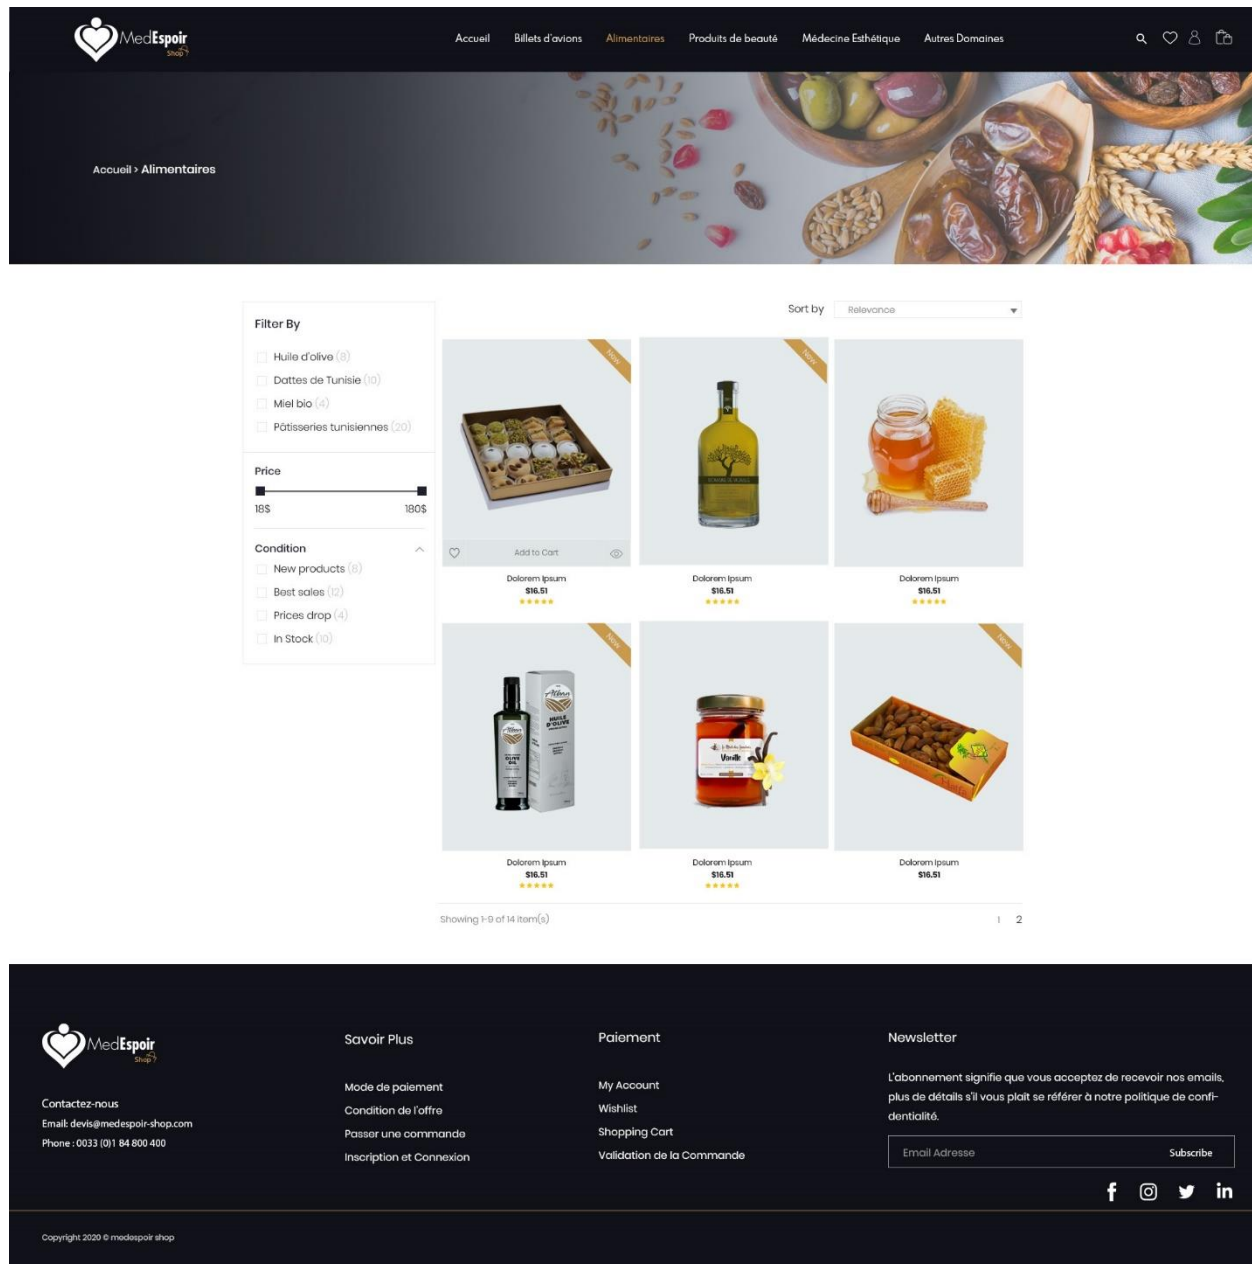 MedEspoir
Shop
Accueil Billets d'avions Alimentaires Produits de beauté Médecine Esthétique Autres Domaines
Accueil > Alimentaires
Sort by Relevance
Filter By
Huile d'olive (8)
Dattes de Tunisie (10)
Miel bio (4)
Pâtisseries tunisiennes (20)
Price
18$ 180$
Condition
New products (8)
Best sales (12)
Prices drop (4)
In Stock (10)
New
New
Add to Cart
Dolorem Ipsum
$16.51
Dolorem Ipsum
$16.51
Dolorem Ipsum
$16.51
New
HUILE
D'OLIVE
OLIVE
OIL
Vanille
New
Dolorem Ipsum
$16.51
Dolorem Ipsum
$16.51
Dolorem Ipsum
$16.51
Showing 1-9 of 14 item(s) 1 2
MedEspoir
Shop
Contactez-nous
Email: devis@medespoir-shop.com
Phone : 0033 (0)1 84 800 400
Savoir Plus
Mode de paiement
Condition de l'offre
Passer une commande
Inscription et Connexion
Paiement
My Account
Wishlist
Shopping Cart
Validation de la Commande
Newsletter
L'abonnement signifie que vous acceptez de recevoir nos emails,
plus de détails s'il vous plaît se référer à notre politique de confi-
dentialité.
Email Adresse Subscribe
Copyright 2020 © medespoir shop